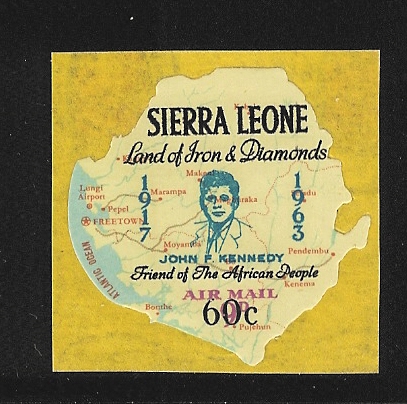 SIERRA LEONE
Land of Iron & Diamonds
Lungi
Airport
Pepel
FREETOWN
Marampa
1917
1963
Moyamba
Pendembu
ATLANTIC OCEAN
JOHN F. KENNEDY
Friend of The African People
Kenema
AIR MAIL
60c
Bonthe
Pujehun